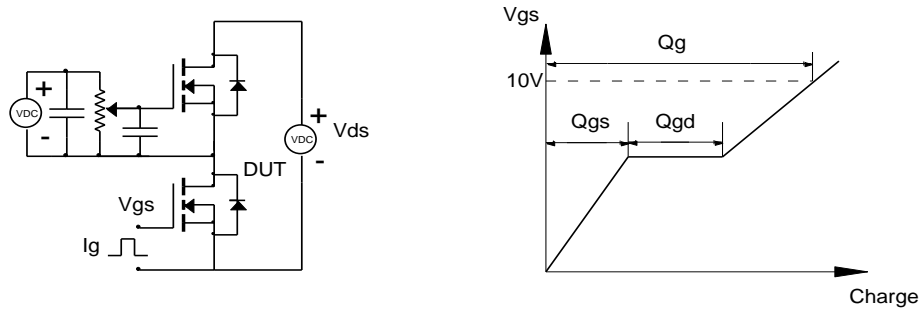 +
VDC
-
+
VDC
-
Vds
DUT
Vgs
Ig
Vgs
Qg
10V
Qgs
Qgd
Charge